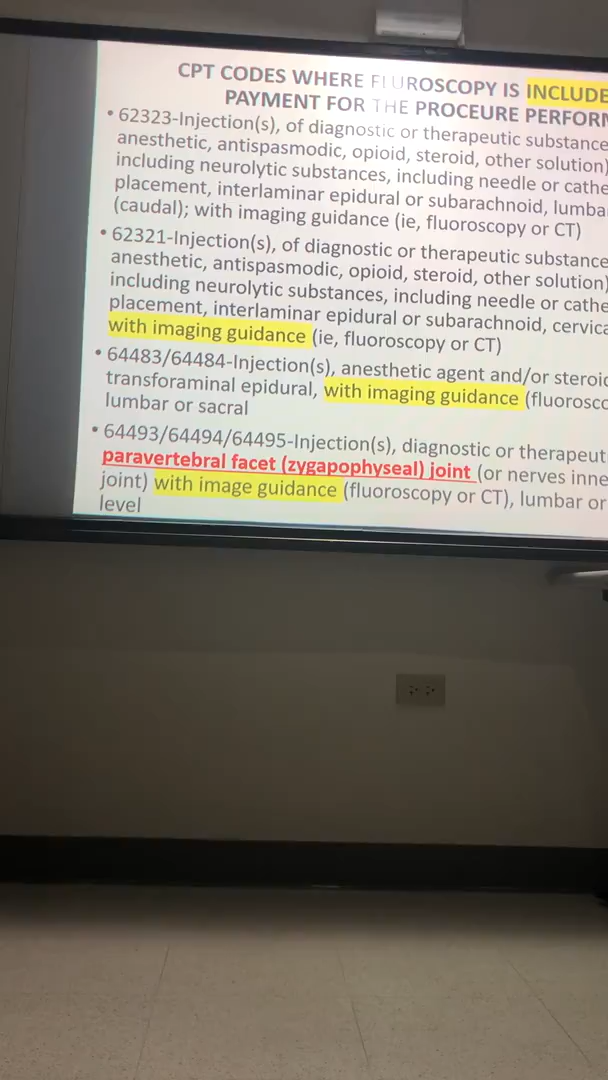 CPT CODES WHERE FLUROSCOPY IS INCLUDE
PAYMENT FOR THE PROCEURE PERFORM
• 62323-Injection(s), of diagnostic or therapeutic substance
anesthetic, antispasmodic, opioid, steroid, other solution)
including neurolytic substances, including needle or cathe
placement, interlaminar epidural or subarachnoid, lumba
(caudal); with imaging guidance (ie, fluoroscopy or CT)
• 62321-Injection(s), of diagnostic or therapeutic substance
anesthetic, antispasmodic, opioid, steroid, other solution)
including neurolytic substances, including needle or cathe
placement, interlaminar epidural or subarachnoid, cervica
with imaging guidance (ie, fluoroscopy or CT)
• 64483/64484-Injection(s), anesthetic agent and/or steroid
transforaminal epidural, with imaging guidance (fluorosco
lumbar or sacral
• 64493/64494/64495-Injection(s), diagnostic or therapeut
paravertebral facet (zygapophyseal) joint (or nerves inne
joint) with image guidance (fluoroscopy or CT), lumbar or
level